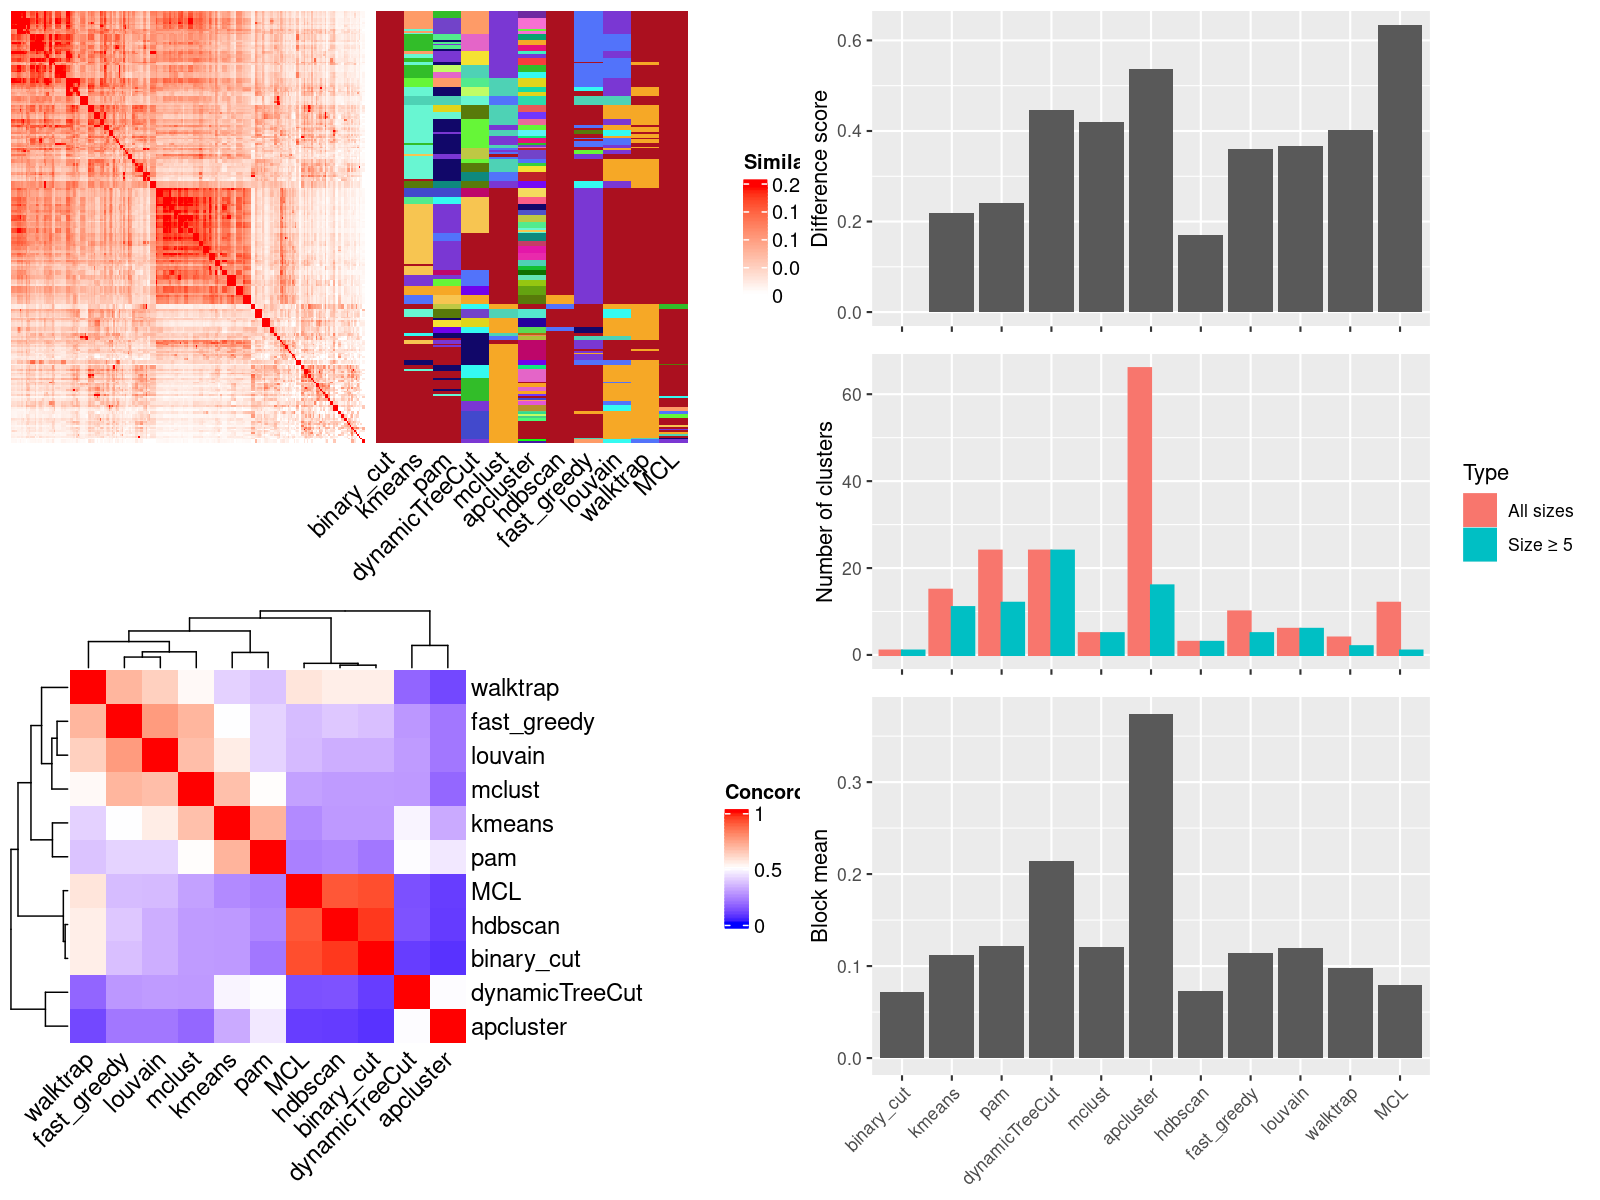 Simila
0.2
0.1
0.1
0.0
0
binary_cut
kmeans
pam
dynamicTreeCut
mclust
apcluster
hdbscan
fast_greedy
louvain
walktrap
MCL
walktrap
fast_greedy
louvain
mclust
kmeans
pam
MCL
hdbscan
binary_cut
dynamicTreeCut
apcluster
walktrap
fast_greedy
louvain
mclust
kmeans
pam
MCL
hdbscan
binary_cut
dynamicTreeCut
apcluster
Concord
1
0.5
0
Difference score
0.6
0.4
0.2
0.0
Number of clusters
60
40
20
0
Type
All sizes
Size ≥ 5
Block mean
0.3
0.2
0.1
0.0
binary_cut
kmeans
pam
dynamicTreeCut
mclust
apcluster
hdbscan
fast_greedy
louvain
walktrap
MCL